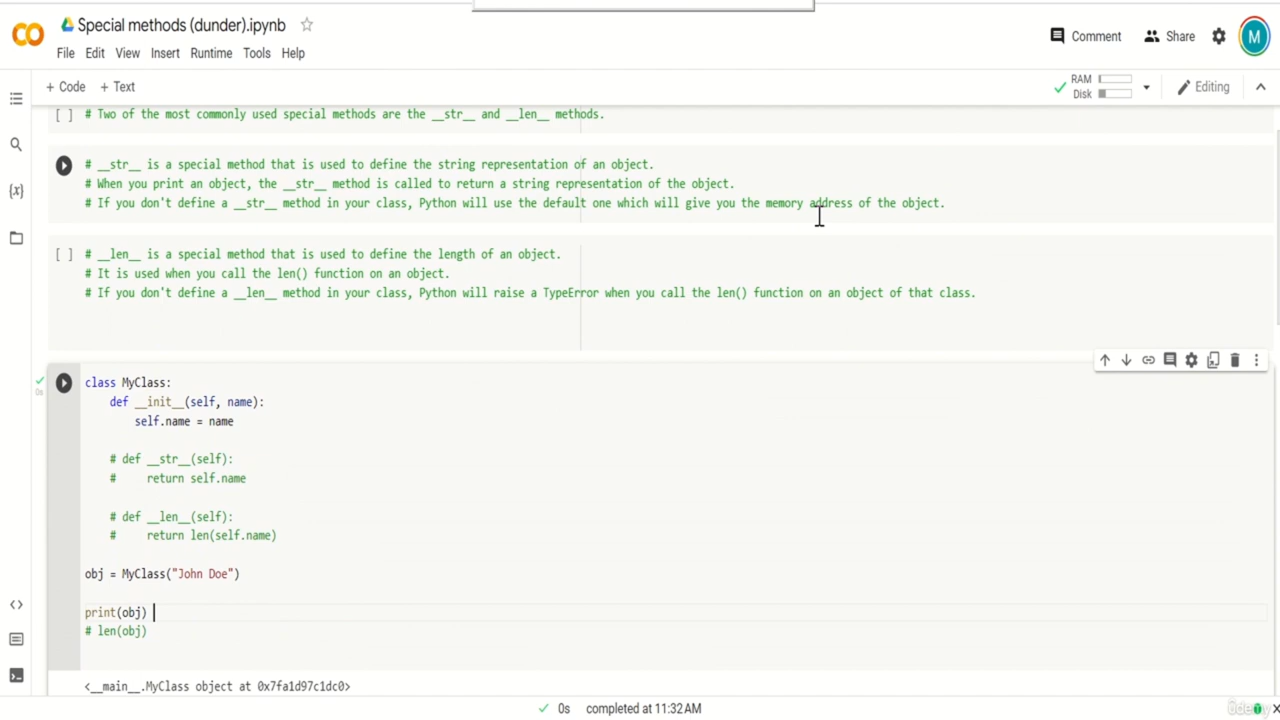 Special methods (dunder).ipynb
Comment
Share
M
File Edit View Insert Runtime Tools Help
+ Code + Text
RAM
Disk
Editing
[ ] # Two of the most commonly used special methods are the __str__ and __len__ methods.
# __str__ is a special method that is used to define the string representation of an object.
# When you print an object, the __str__ method is called to return a string representation of the object.
# If you don't define a __str__ method in your class, Python will use the default one which will give you the memory address of the object.
[ ] # __len__ is a special method that is used to define the length of an object.
# It is used when you call the len() function on an object.
# If you don't define a __len__ method in your class, Python will raise a TypeError when you call the len() function on an object of that class.
0s
class MyClass:
def __init__(self, name):
self.name = name
# def __str__(self):
#     return self.name
# def __len__(self):
#     return len(self.name)
obj = MyClass("John Doe")
print(obj)
# len(obj)
<__main__.MyClass object at 0x7fa1d97c1dc0>
0s completed at 11:32AM